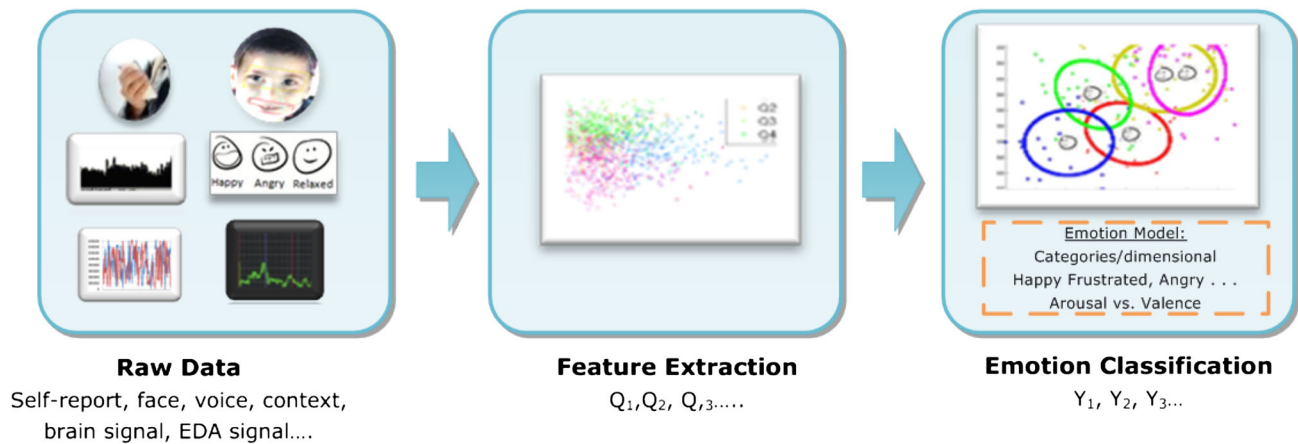 Happy Angry Relaxed
Raw Data
Self-report, face, voice, context,
brain signal, EDA signal....
Q2
Q3
Q4
Feature Extraction
Q1,Q2, Q,3.....
Emotion Model:
Categories/dimensional
Happy Frustrated, Angry . . .
Arousal vs. Valence
Emotion Classification
Y1, Y2, Y3...